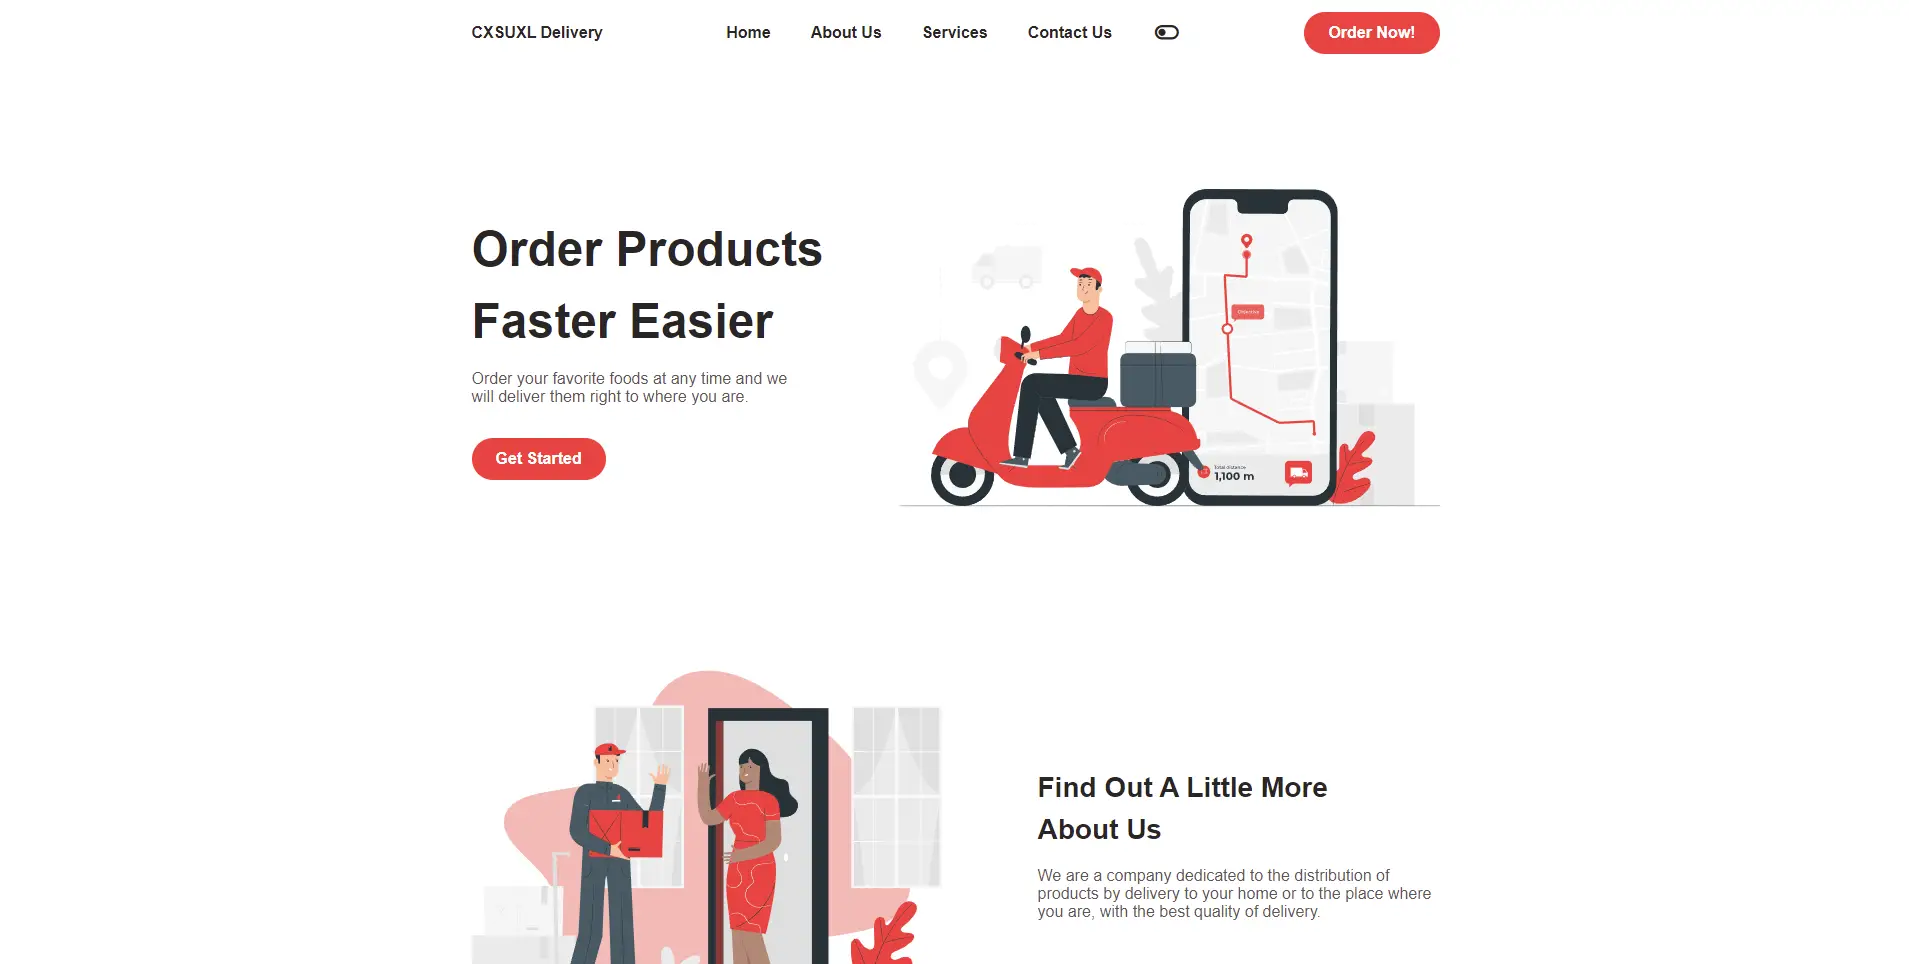 CXSUXL Delivery
Home
About Us
Services
Contact Us
Order Now!
Order Products
Faster Easier
Order your favorite foods at any time and we
will deliver them right to where you are.
Get Started
Total distance
1,100 m
Find Out A Little More
About Us
We are a company dedicated to the distribution of
products by delivery to your home or to the place where
you are, with the best quality of delivery.